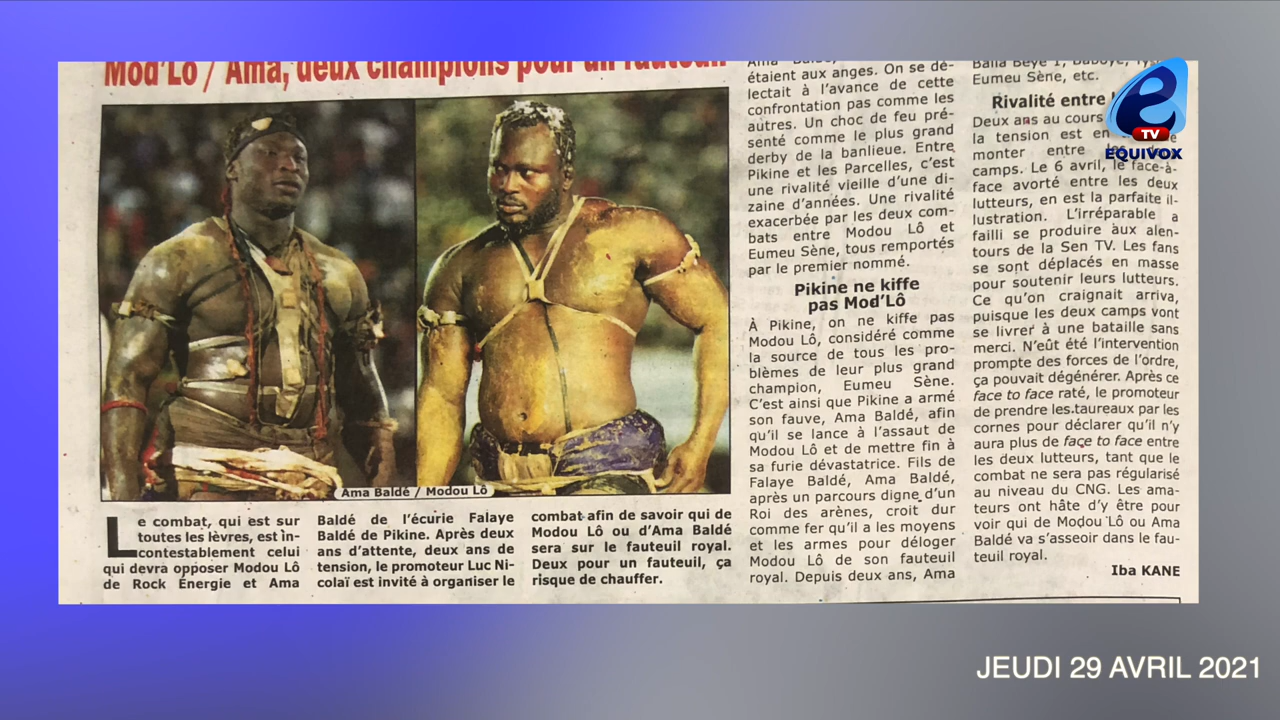 Mod'Lô / Ama, deux champions pour un fauteuil
Ama Baldé / Modou Lô
Le combat, qui est sur
toutes les lèvres, est in-
contestablement celui
qui devra opposer Modou Lô
de Rock Énergie et Ama
Baldé de l'écurie Falaye
Baldé de Pikine. Après deux
ans d'attente, deux ans de
tension, le promoteur Luc Ni-
colaï est invité à organiser le
combat afin de savoir qui de
Modou Lô ou d'Ama Baldé
sera sur le fauteuil royal.
Deux pour un fauteuil, ça
risque de chauffer.
étaient aux anges. On se dé-
lectait à l'avance de cette
confrontation pas comme les
autres. Un choc de feu pré-
senté comme le plus grand
derby de la banlieue. Entre
Pikine et les Parcelles, c'est
une rivalité vieille d'une di-
zaine d'années. Une rivalité
exacerbée par les deux com-
bats entre Modou Lô et
Eumeu Sène, tous remportés
par le premier nommé.
Pikine ne kiffe
pas Mod'Lô
À Pikine, on ne kiffe pas
Modou Lô, considéré comme
la source de tous les pro-
blèmes de leur plus grand
champion, Eumeu Sène.
C'est ainsi que Pikine a armé
son fauve, Ama Baldé, afin
qu'il se lance à l'assaut de
Modou Lô et de mettre fin à
sa furie dévastatrice. Fils de
Falaye Baldé, Ama Baldé,
après un parcours digne d'un
Roi des arènes, croit dur
comme fer qu'il a les moyens
et les armes pour déloger
Modou Lô de son fauteuil
royal. Depuis deux ans, Ama
Balla Bèye 1, Baboye,
Eumeu Sène, etc.
Rivalité entre
Deux ans au cours
la tension est en
monter entre les
camps. Le 6 avril, le face-à-
face avorté entre les deux
lutteurs, en est la parfaite il-
lustration. L'irréparable a
failli se produire aux alen-
tours de la Sen TV. Les fans
se sont déplacés en masse
pour soutenir leurs lutteurs.
Ce qu'on craignait arriva,
puisque les deux camps vont
se livrer à une bataille sans
merci. N'eût été l'intervention
prompte des forces de l'ordre,
ça pouvait dégénérer. Après ce
face to face raté, le promoteur
de prendre les taureaux par les
cornes pour déclarer qu'il n'y
aura plus de façe to face entre
les deux lutteurs, tant que le
combat ne sera pas régularisé
au niveau du CNG. Les ama-
teurs ont hâte d'y être pour
voir qui de Modou Lô ou Ama
Baldé va s'asseoir dans le fau-
teuil royal.
Iba KANE
e
TV
EQUIVOX
JEUDI 29 AVRIL 2021